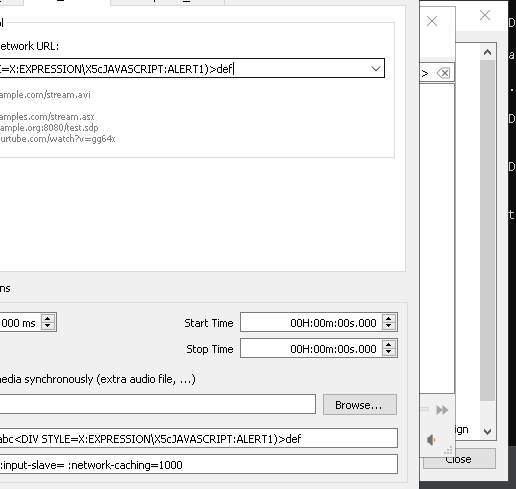 ol
etwork URL:
E=X:EXPRESSION\X5cJAVASCRIPT:ALERT1)>def
ample.com/stream.avi
amples.com/stream.asx
ample.org:8080/test.sdp
ourtube.com/watch?v=gg64x
ns
000 ms
Start Time
00H:00m:00s.000
Stop Time
00H:00m:00s.000
edia synchronously (extra audio file, ...)
Browse...
abc<DIV STYLE=X:EXPRESSION\X5cJAVASCRIPT:ALERT1)>def
:input-slave= :network-caching=1000
>
ign
Close
D
a
.
D
D
t